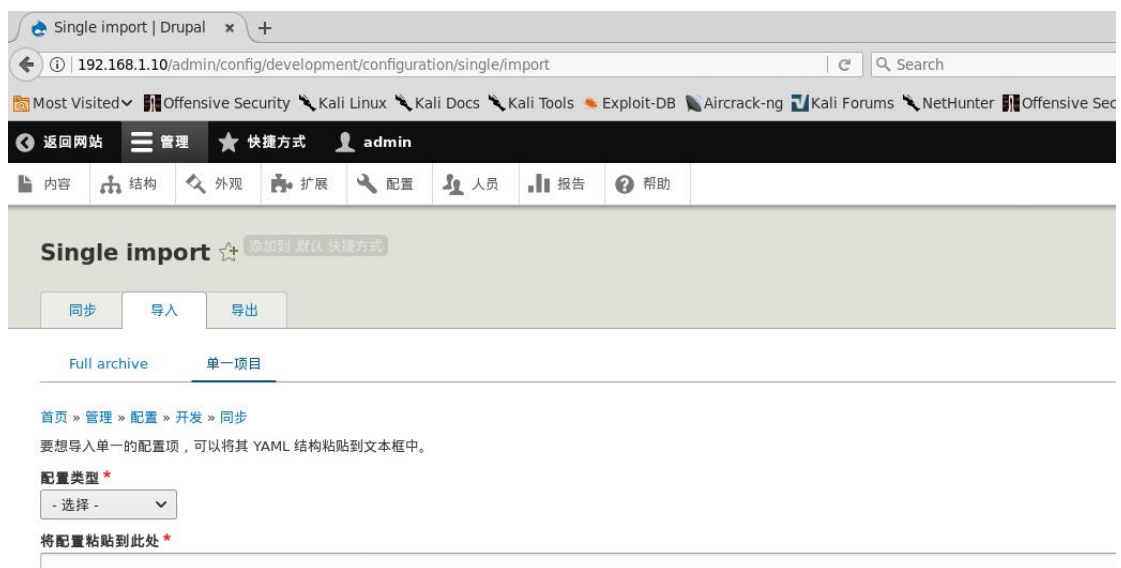 Single import | Drupal × +
192.168.1.10/admin/config/development/configuration/single/import Search
Most Visited Offensive Security Kali Linux Kali Docs Kali Tools Exploit-DB Aircrack-ng Kali Forums NetHunter Offensive Sec
返回网站 管理 快捷方式 admin
内容 结构 外观 扩展 配置 人员 报告 帮助
Single import 添加到 默认 快捷方式
同步 导入 导出
Full archive 单一项目
首页 » 管理 » 配置 » 开发 » 同步
要想导入单一的配置项，可以将其 YAML 结构粘贴到文本框中。
配置类型 *
- 选择 -
将配置粘贴到此处 *